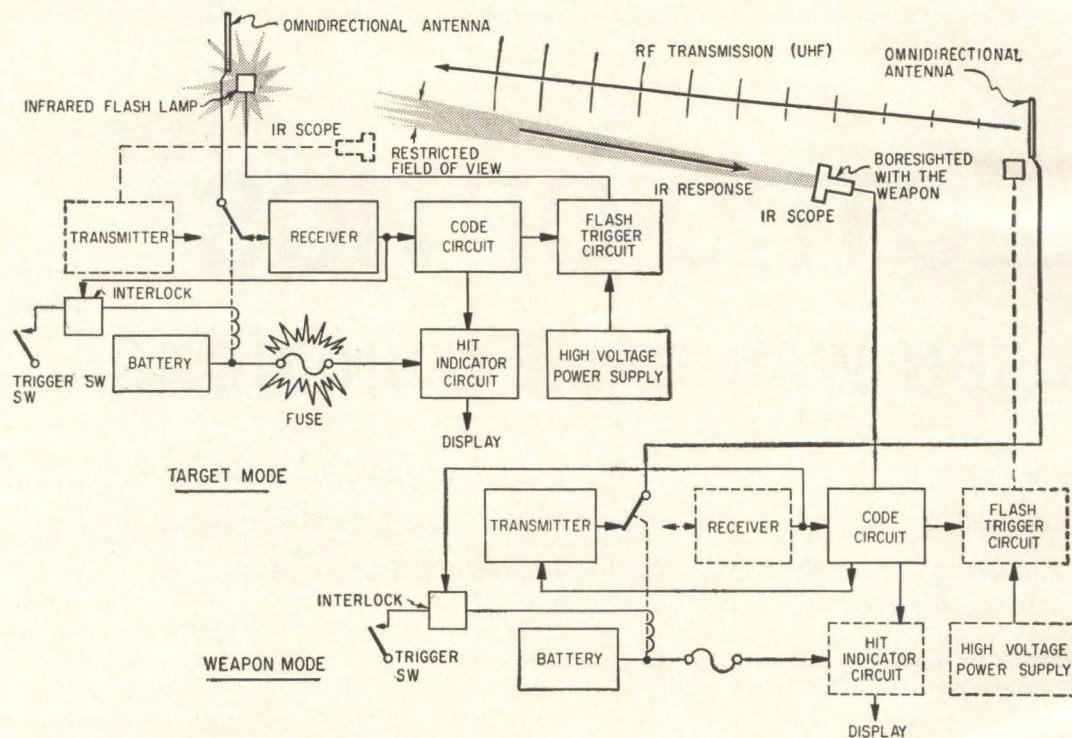 OMNIDIRECTIONAL ANTENNA
RF TRANSMISSION (UHF)
OMNIDIRECTIONAL
ANTENNA
INFRARED FLASH LAMP
IR SCOPE
RESTRICTED
FIELD OF VIEW
IR RESPONSE
BORESIGHTED
WITH THE
WEAPON
IR SCOPE
TRANSMITTER
RECEIVER
CODE
CIRCUIT
FLASH
TRIGGER
CIRCUIT
INTERLOCK
TRIGGER SW
SW
BATTERY
FUSE
HIT
INDICATOR
CIRCUIT
HIGH VOLTAGE
POWER SUPPLY
DISPLAY
TARGET MODE
TRANSMITTER
RECEIVER
CODE
CIRCUIT
FLASH
TRIGGER
CIRCUIT
INTERLOCK
TRIGGER
SW
BATTERY
HIT
INDICATOR
CIRCUIT
HIGH VOLTAGE
POWER SUPPLY
WEAPON MODE
DISPLAY